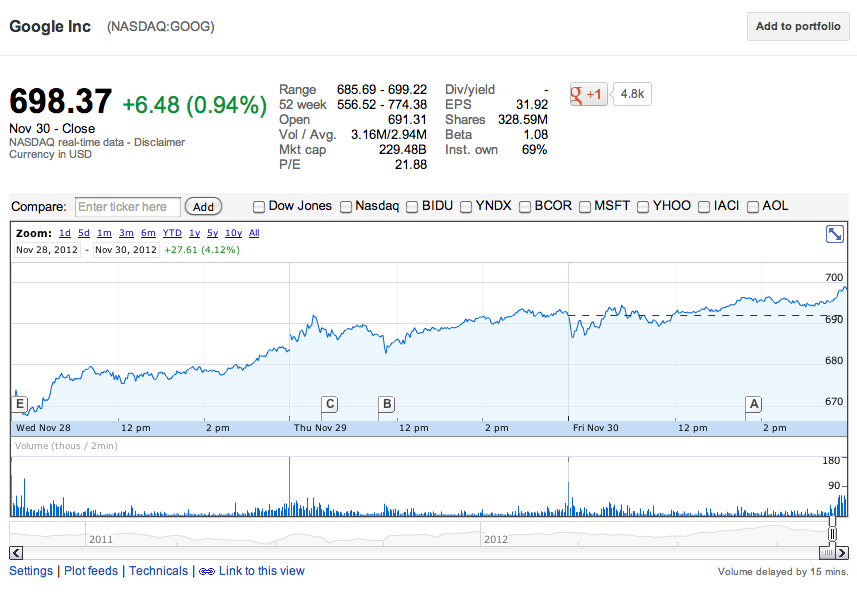 Google Inc (NASDAQ:GOOG)
Add to portfolio
698.37 +6.48 (0.94%)
Nov 30 - Close
NASDAQ real-time data - Disclaimer
Currency in USD
Range 685.69 - 699.22
52 week 556.52 - 774.38
Open 691.31
Vol / Avg. 3.16M/2.94M
Mkt cap 229.48B
P/E 21.88
Div/yield -
EPS 31.92
Shares 328.59M
Beta 1.08
Inst. own 69%
g +1 4.8k
Compare: Enter ticker here Add Dow Jones Nasdaq BIDU YNDX BCOR MSFT YHOO IACI AOL
Zoom: 1d 5d 1m 3m 6m YTD 1y 5y 10y All
Nov 28, 2012 - Nov 30, 2012 +27.61 (4.12%)
700
690
680
670
E C B A
Wed Nov 28 12 pm 2 pm Thu Nov 29 12 pm 2 pm Fri Nov 30 12 pm 2 pm
Volume (thous / 2min)
180
90
2011 2012
Settings | Plot feeds | Technicals | Link to this view
Volume delayed by 15 mins.